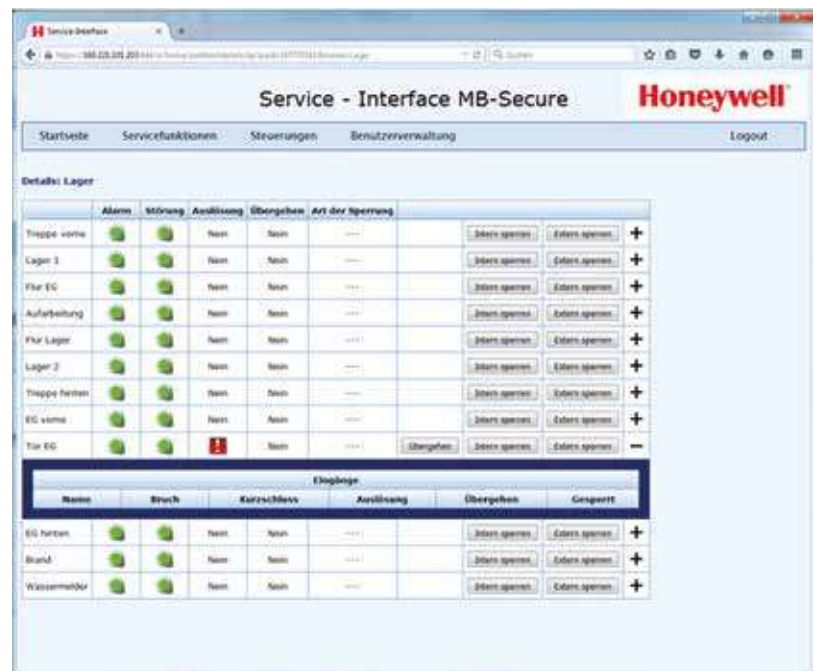 Service-Interface
Service - Interface MB-Secure
Honeywell
Startseite Servicefunktionen Steuerungen Benutzerverwaltung Logout
Details: Lager
Alarm Störung Auslösung Übergehen Art der Sperrung
Treppe vorne Nein Nein ---- Intern sperren Extern sperren +
Lager 1 Nein Nein ---- Intern sperren Extern sperren +
Flur EG Nein Nein ---- Intern sperren Extern sperren +
Aufarbeitung Nein Nein ---- Intern sperren Extern sperren +
Flur Lager Nein Nein ---- Intern sperren Extern sperren +
Lager 2 Nein Nein ---- Intern sperren Extern sperren +
Treppe hinten Nein Nein ---- Intern sperren Extern sperren +
EG vorne Nein Nein ---- Intern sperren Extern sperren +
Tür EG ! Nein ---- Übergehen Intern sperren Extern sperren −
Eingänge
Name Bruch Kurzschluss Auslösung Übergehen Gesperrt
EG hinten Nein Nein ---- Intern sperren Extern sperren +
Brand Nein Nein ---- Intern sperren Extern sperren +
Wassermelder Nein Nein ---- Intern sperren Extern sperren +